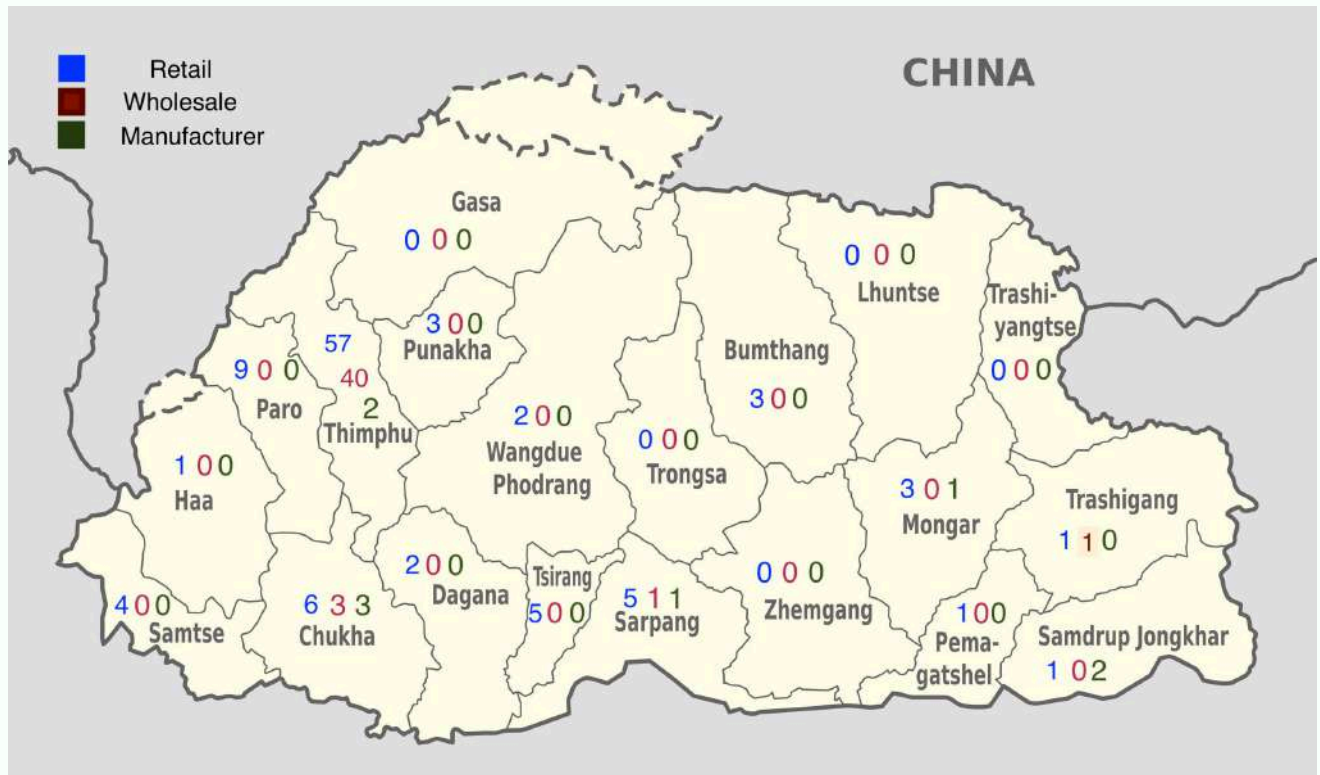 Retail
Wholesale
Manufacturer
CHINA
Gasa
0 0 0
0 0 0
Lhuntse
Trashi-
yangtse
0 0 0
3 0 0
Punakha
57
40
2
Thimphu
9 0 0
Paro
Bumthang
3 0 0
2 0 0
Wangdue
Phodrang
0 0 0
Trongsa
1 0 0
Haa
3 0 1
Mongar
Trashigang
1 1 0
4 0 0
Samtse
6 3 3
Chukha
2 0 0
Dagana
Tsirang
5 0 0
5 1 1
Sarpang
0 0 0
Zhemgang
1 0 0
Pema-
gatshel
Samdrup Jongkhar
1 0 2